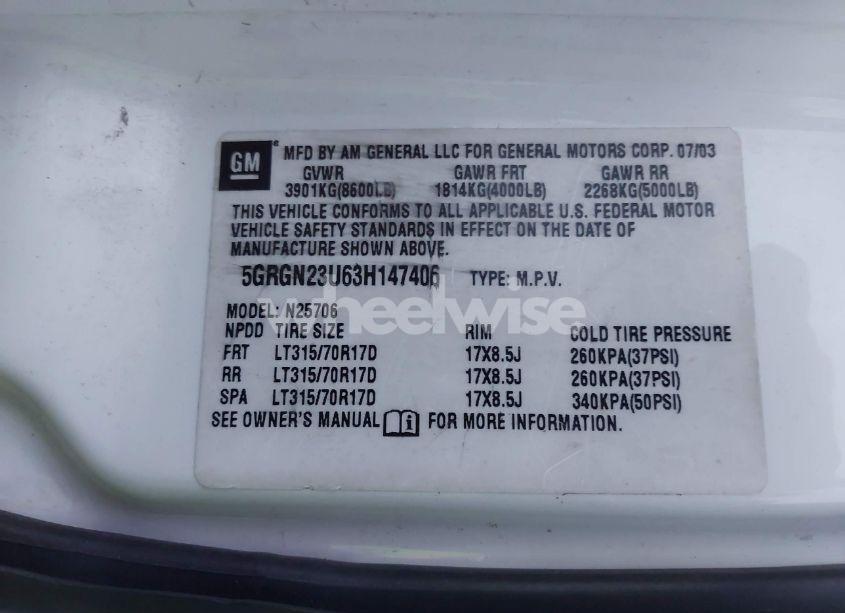 GM MFD BY AM GENERAL LLC FOR GENERAL MOTORS CORP. 07/03
GVWR GAWR FRT GAWR RR
3901KG(8600LB) 1814KG(4000LB) 2268KG(5000LB)
THIS VEHICLE CONFORMS TO ALL APPLICABLE U.S. FEDERAL MOTOR
VEHICLE SAFETY STANDARDS IN EFFECT ON THE DATE OF
MANUFACTURE SHOWN ABOVE.
5GRGN23U63H147406 TYPE: M.P.V.
wheelwise
MODEL: N25706
NPDD TIRE SIZE RIM COLD TIRE PRESSURE
FRT LT315/70R17D 17X8.5J 260KPA(37PSI)
RR LT315/70R17D 17X8.5J 260KPA(37PSI)
SPA LT315/70R17D 17X8.5J 340KPA(50PSI)
SEE OWNER'S MANUAL i FOR MORE INFORMATION.